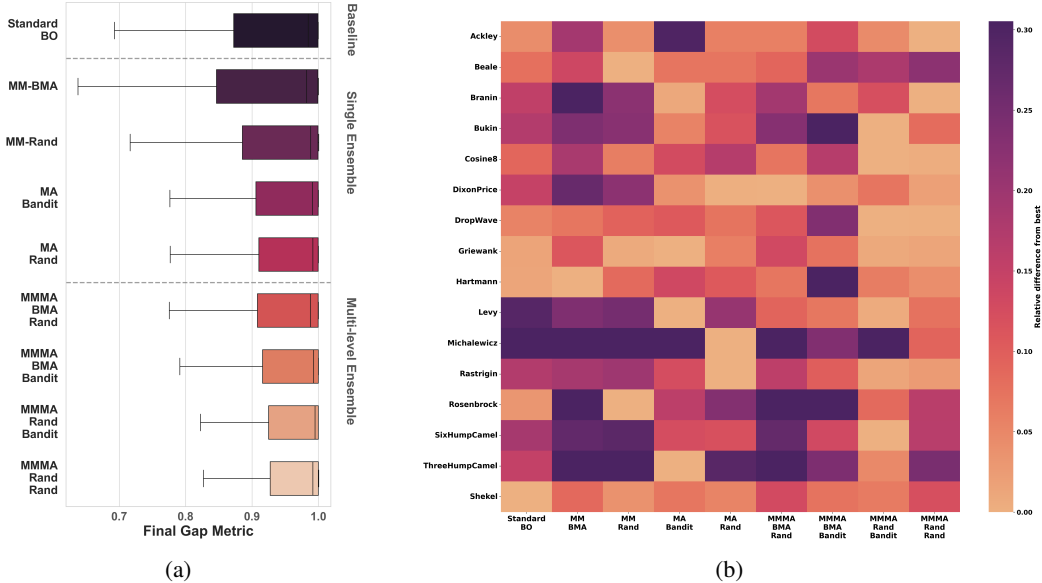 Standard
BO
MM-BMA
MM-Rand
MA
Bandit
MA
Rand
MMMA
BMA
Rand
MMMA
BMA
Bandit
MMMA
Rand
Bandit
MMMA
Rand
Rand
Baseline
Single Ensemble
Multi-level Ensemble
0.7
0.8
0.9
1.0
Final Gap Metric
(a)
Ackley
Beale
Branin
Bukin
Cosine8
DixonPrice
DropWave
Griewank
Hartmann
Levy
Michalewicz
Rastrigin
Rosenbrock
SixHumpCamel
ThreeHumpCamel
Shekel
Standard
BO
MM
BMA
MM
Rand
MA
Bandit
MA
Rand
MMMA
BMA
Rand
MMMA
BMA
Bandit
MMMA
Rand
Bandit
MMMA
Rand
Rand
0.30
0.25
0.20
0.15
0.10
0.05
0.00
Relative difference from best
(b)